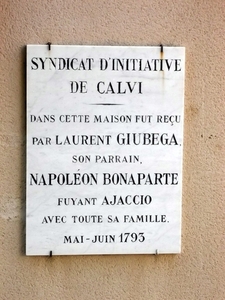 SYNDICAT D'INITIATIVE
DE CALVI
DANS CETTE MAISON FUT REÇU
PAR LAURENT GIUBEGA,
SON PARRAIN,
NAPOLÉON BONAPARTE
FUYANT AJACCIO
AVEC TOUTE SA FAMILLE.
MAI-JUIN 1793